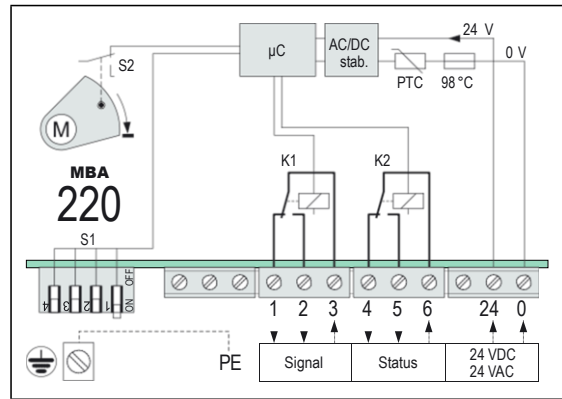 24 V
S2
µC
AC/DC
stab.
0 V
PTC
98°C
M
K1
K2
MBA
220
S1
4 3 2 1
OFF
ON
1 2 3 4 5 6 24 0
PE
Signal
Status
24 VDC
24 VAC